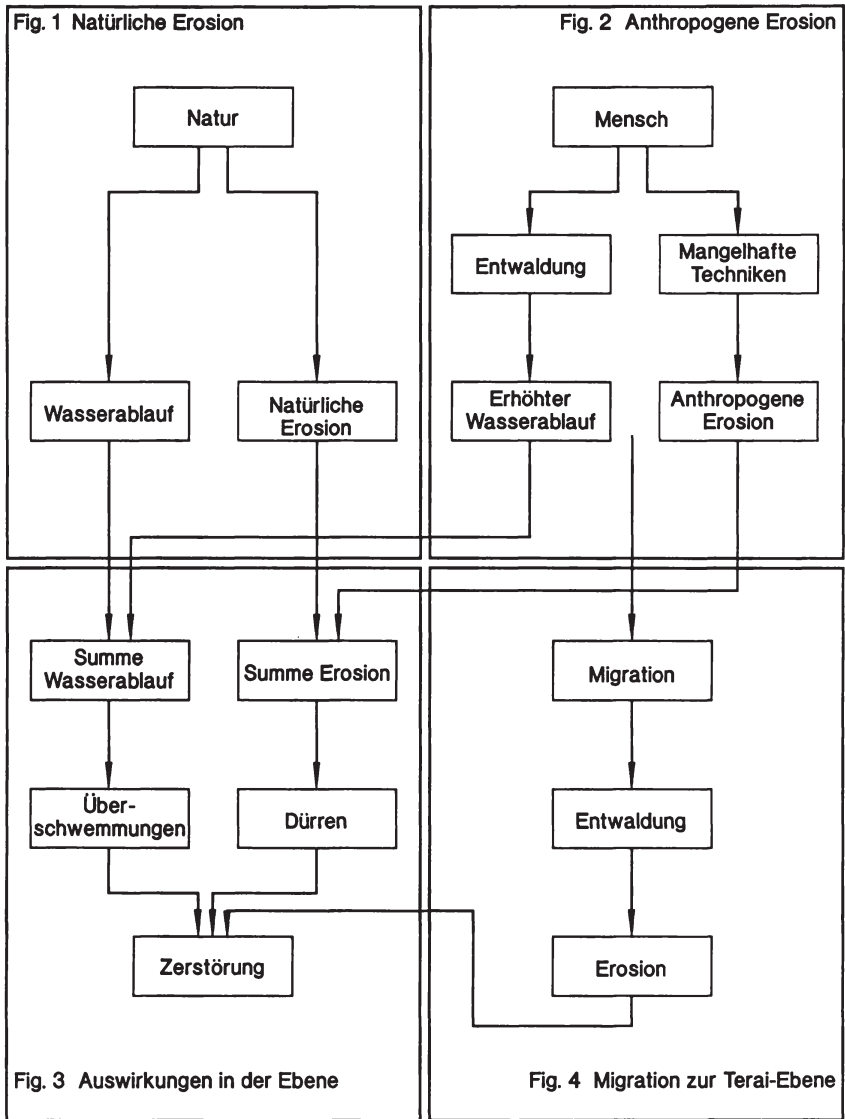 Fig. 1 Natürliche Erosion
Natur
Wasserablauf
Natürliche
Erosion
Fig. 2 Anthropogene Erosion
Mensch
Entwaldung
Mangelhafte
Techniken
Erhöhter
Wasserablauf
Anthropogene
Erosion
Summe
Wasserablauf
Summe Erosion
Über-
schwemmungen
Dürren
Zerstörung
Fig. 3 Auswirkungen in der Ebene
Migration
Entwaldung
Erosion
Fig. 4 Migration zur Terai-Ebene